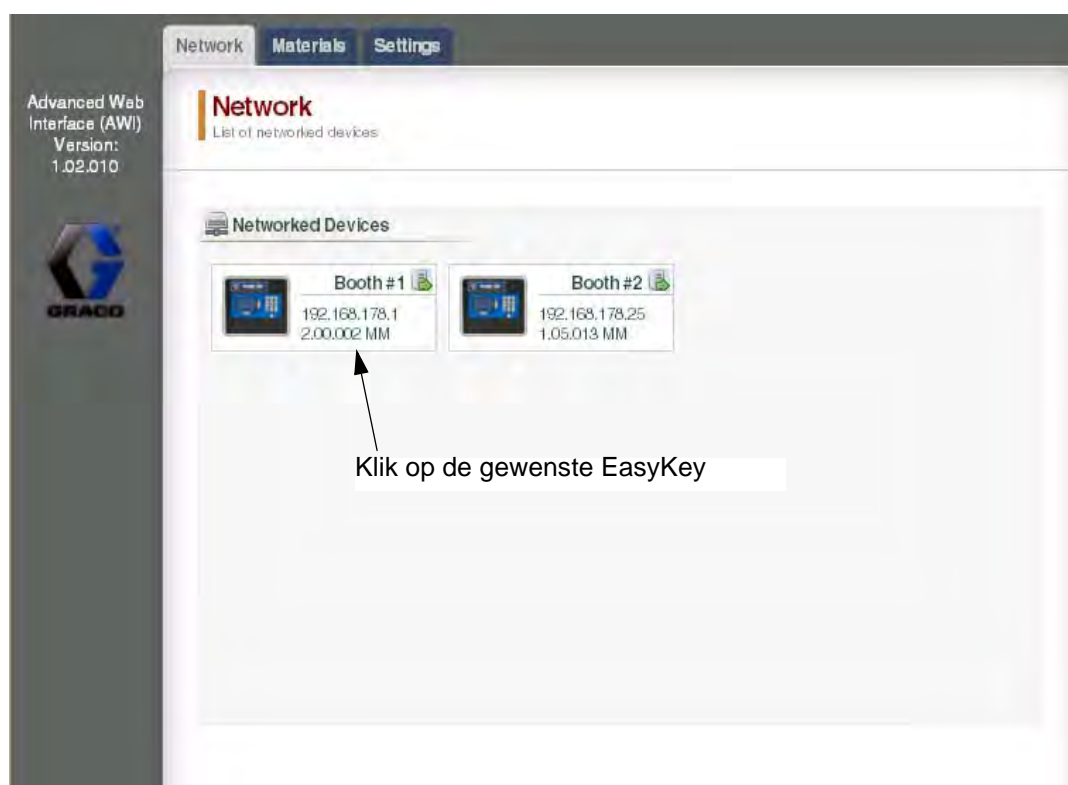 Network Materials Settings
Advanced Web
Interface (AWI)
Version:
1.02.010
GRACO
Network
List of networked devices
Networked Devices
Booth #1
192.168.178.1
2.00.002 MM
Booth #2
192.168.178.25
1.05.013 MM
Klik op de gewenste EasyKey